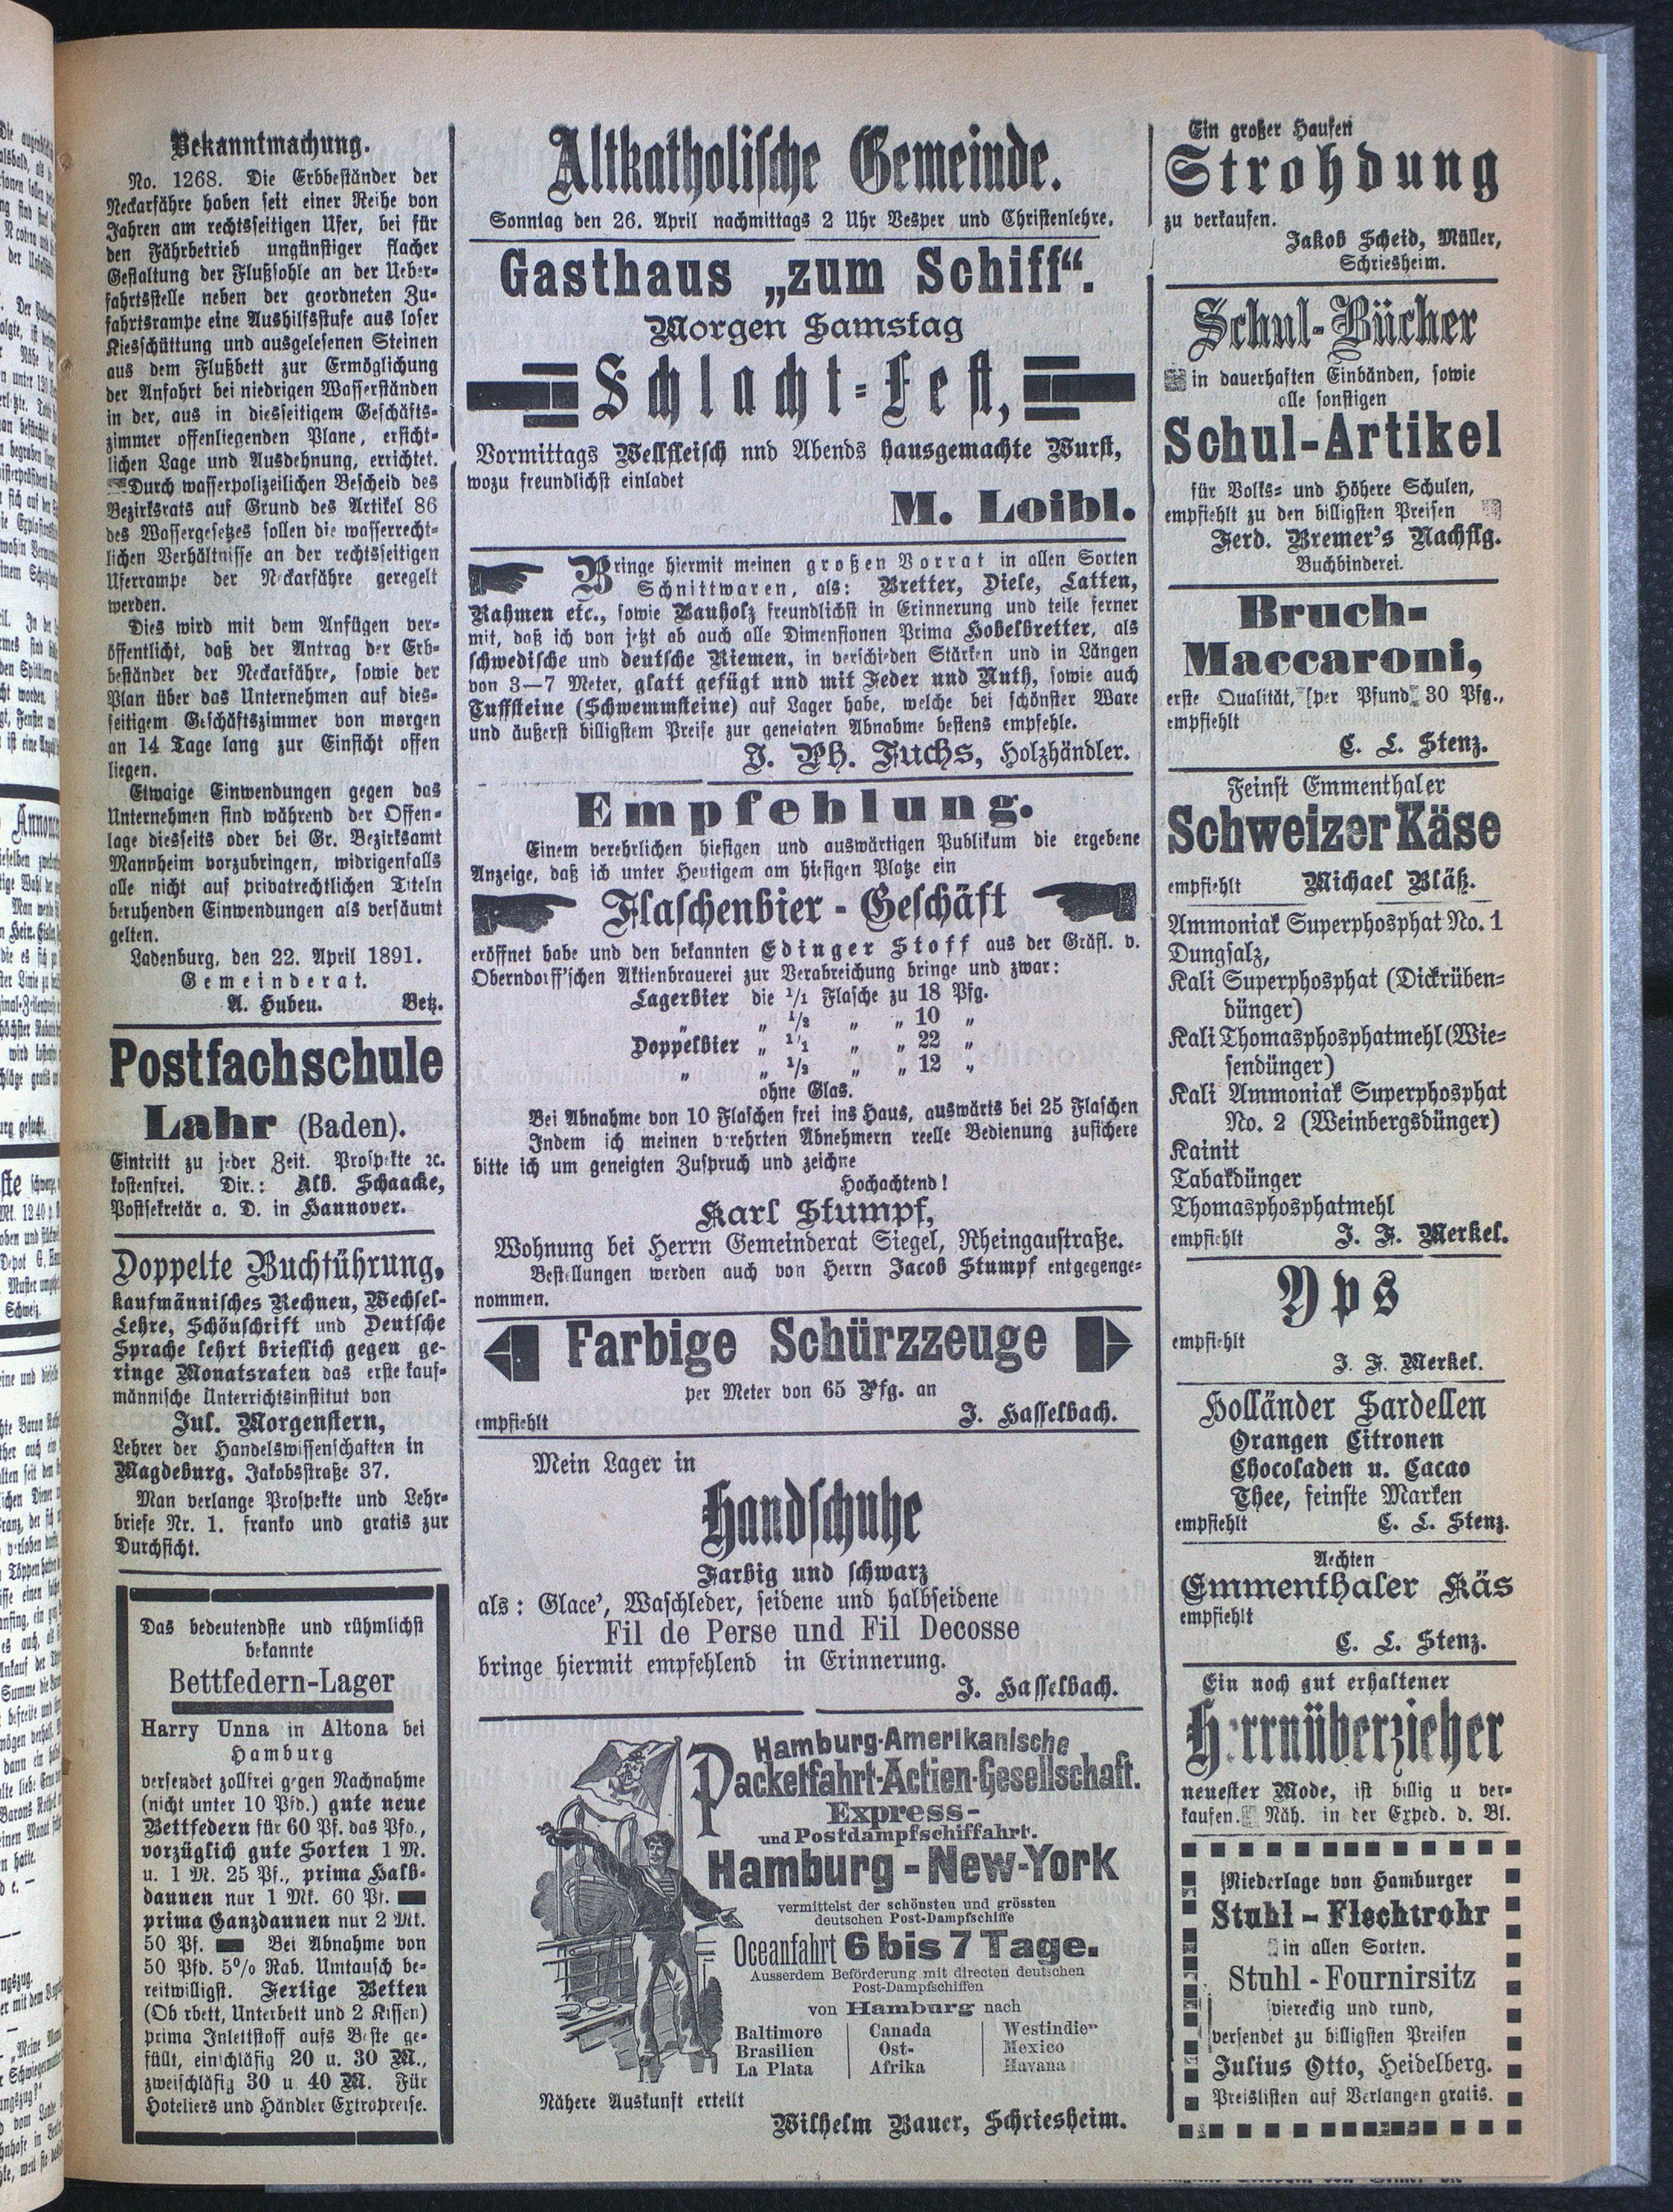 Bekanntmachung.
No. 1268. Die Erbbeständer der
Neckarfähre haben seit einer Reihe von
Jahren am rechtsseitigen Ufer, bei für
den Fährbetrieb ungünstiger flacher
Gestaltung der Flußsohle an der Ueber-
fahrtsstelle neben der geordneten Zu-
fahrtsrampe eine Aushilfsstufe aus loser
Kiesschüttung und ausgelesenen Steinen
aus dem Flußbett zur Ermöglichung
der Anfahrt bei niedrigen Wasserständen
in der, aus in diesseitigem Geschäfts-
zimmer offenliegenden Plane, ersicht-
lichen Lage und Ausdehnung, errichtet.
Durch wasserpolizeilichen Bescheid des
Bezirksrats auf Grund des Artikel 86
des Wassergesetzes sollen die wasserrecht-
lichen Verhältnisse an der rechtsseitigen
Uferrampe der Neckarfähre geregelt
werden.
Dies wird mit dem Anfügen ver-
öffentlicht, daß der Antrag der Erb-
beständer der Neckarfähre, sowie der
Plan über das Unternehmen auf dies-
seitigem Geschäftszimmer von morgen
an 14 Tage lang zur Einsicht offen
liegen.
Etwaige Einwendungen gegen das
Unternehmen sind während der Offen-
lage diesseits oder bei Gr. Bezirksamt
Mannheim vorzubringen, widrigenfalls
alle nicht auf privatrechtlichen Titeln
beruhenden Einwendungen als versäumt
gelten.
Ladenburg, den 22. April 1891.
Gemeinderat.
A. Huben. Betz.
Postfachschule
Lahr (Baden).
Eintritt zu jeder Zeit. Prospekte ꝛc.
kostenfrei. Dir.: Alb. Schaacke,
Postsekretär a. D. in Hannover.
Doppelte Buchführung,
kaufmännisches Rechnen, Wechsel-
Lehre, Schönschrift und Deutsche
Sprache lehrt brieflich gegen ge-
ringe Monatsraten das erste kauf-
männische Unterrichtsinstitut von
Jul. Morgenstern,
Lehrer der Handelswissenschaften in
Magdeburg, Jakobsstraße 37.
Man verlange Prospekte und Lehr-
briefe Nr. 1. franko und gratis zur
Durchsicht.
Das bedeutendste und rühmlichst
bekannte
Bettfedern-Lager
Harry Unna in Altona bei
Hamburg
versendet zollfrei gegen Nachnahme
(nicht unter 10 Pfd.) gute neue
Bettfedern für 60 Pf. das Pfd.,
vorzüglich gute Sorten 1 M.
u. 1 M. 25 Pf., prima Halb-
daunen nur 1 Mk. 60 Pf.
prima Ganzdaunen nur 2 Mk.
50 Pf. Bei Abnahme von
50 Pfd. 5% Rab. Umtausch be-
reitwilligst. Fertige Betten
(Oberbett, Unterbett und 2 Kissen)
prima Inlettstoff aufs Beste ge-
füllt, einschläfig 20 u. 30 M.,
zweischläfig 30 u. 40 M. Für
Hoteliers und Händler Extrapreise.
Altkatholische Gemeinde.
Sonntag den 26. April nachmittags 2 Uhr Vesper und Christenlehre.
Gasthaus „zum Schiff“.
Morgen Samstag
Schlacht-Fest,
Vormittags Wellfleisch nnd Abends hausgemachte Wurst,
wozu freundlichst einladet
M. Loibl.
Bringe hiermit meinen großen Vorrat in allen Sorten
Schnittwaren, als: Bretter, Diele, Latten,
Rahmen etc., sowie Bauholz freundlichst in Erinnerung und teile ferner
mit, daß ich von jetzt ab auch alle Dimensionen Prima Hobelbretter, als
schwedische und deutsche Riemen, in verschieden Stärken und in Längen
von 3—7 Meter, glatt gefügt und mit Feder und Nuth, sowie auch
Tuffsteine (Schwemmsteine) auf Lager habe, welche bei schönster Ware
und äußerst billigstem Preise zur geneigten Abnahme bestens empfehle.
J. Ph. Fuchs, Holzhändler.
Empfehlung.
Einem verehrlichen hiesigen und auswärtigen Publikum die ergebene
Anzeige, daß ich unter Heutigem am hiesigen Platze ein
Flaschenbier - Geschäft
eröffnet habe und den bekannten Edinger Stoff aus der Gräfl. v.
Oberndorff'schen Aktienbrauerei zur Verabreichung bringe und zwar:
Lagerbier die 1/1 Flasche zu 18 Pfg.
„ „ 1/2 „ „ 10 „
Doppelbier „ 1/1 „ „ 22 „
„ „ 1/2 „ „ 12 „
ohne Glas.
Bei Abnahme von 10 Flaschen frei ins Haus, auswärts bei 25 Flaschen
Indem ich meinen verehrten Abnehmern reelle Bedienung zusichere
bitte ich um geneigten Zuspruch und zeichne
Hochachtend!
Karl Stumpf,
Wohnung bei Herrn Gemeinderat Siegel, Rheingaustraße.
Bestellungen werden auch von Herrn Jacob Stumpf entgegenge-
nommen.
Farbige Schürzzeuge
per Meter von 65 Pfg. an
empfiehlt J. Hasselbach.
Mein Lager in
Handschuhe
Farbig und schwarz
als: Glace', Waschleder, seidene und halbseidene
Fil de Perse und Fil Decosse
bringe hiermit empfehlend in Erinnerung.
J. Hasselbach.
Hamburg-Amerikanische
Packetfahrt-Actien-Gesellschaft.
Express-
und Postdampfschiffahrt.
Hamburg - New-York
vermittelst der schönsten und grössten
deutschen Post-Dampfschiffe
Oceanfahrt 6 bis 7 Tage.
Ausserdem Beförderung mit directen deutschen
Post-Dampfschiffen
von Hamburg nach
Baltimore Canada Westindien
Brasilien Ost- Mexico
La Plata Afrika Havana
Nähere Auskunft erteilt
Wilhelm Bauer, Schriesheim.
Ein großer Haufen
Strohdung
zu verkaufen.
Jakob Scheid, Müller,
Schriesheim.
Schul-Bücher
in dauerhaften Einbänden, sowie
alle sonstigen
Schul-Artikel
für Volks- und Höhere Schulen,
empfiehlt zu den billigsten Preisen
Ferd. Bremer's Nachflg.
Buchbinderei.
Bruch-
Maccaroni,
erste Qualität, per Pfund 30 Pfg.,
empfiehlt
C. L. Stenz.
Feinst Emmenthaler
Schweizer Käse
empfiehlt Michael Bläß.
Ammoniak Superphosphat No. 1
Dungsalz,
Kali Superphosphat (Dickrüben-
dünger)
Kali Thomasphosphatmehl (Wie-
sendünger)
Kali Ammoniak Superphosphat
No. 2 (Weinbergsdünger)
Kainit
Tabakdünger
Thomasphosphatmehl
empfiehlt J. F. Merkel.
Yps
empfiehlt
J. F. Merkel.
Holländer Sardellen
Orangen Citronen
Chocoladen u. Cacao
Thee, feinste Marken
empfiehlt C. L. Stenz.
Aechten
Emmenthaler Käs
empfiehlt
C. L. Stenz.
Ein noch gut erhaltener
Herrnüberzieher
neuester Mode, ist billig u ver-
kaufen. Näh. in der Exped. d. Bl.
Niederlage von Hamburger
Stuhl - Flechtrohr
in allen Sorten.
Stuhl - Fournirsitz
viereckig und rund,
versendet zu billigsten Preisen
Julius Otto, Heidelberg.
Preislisten auf Verlangen gratis.